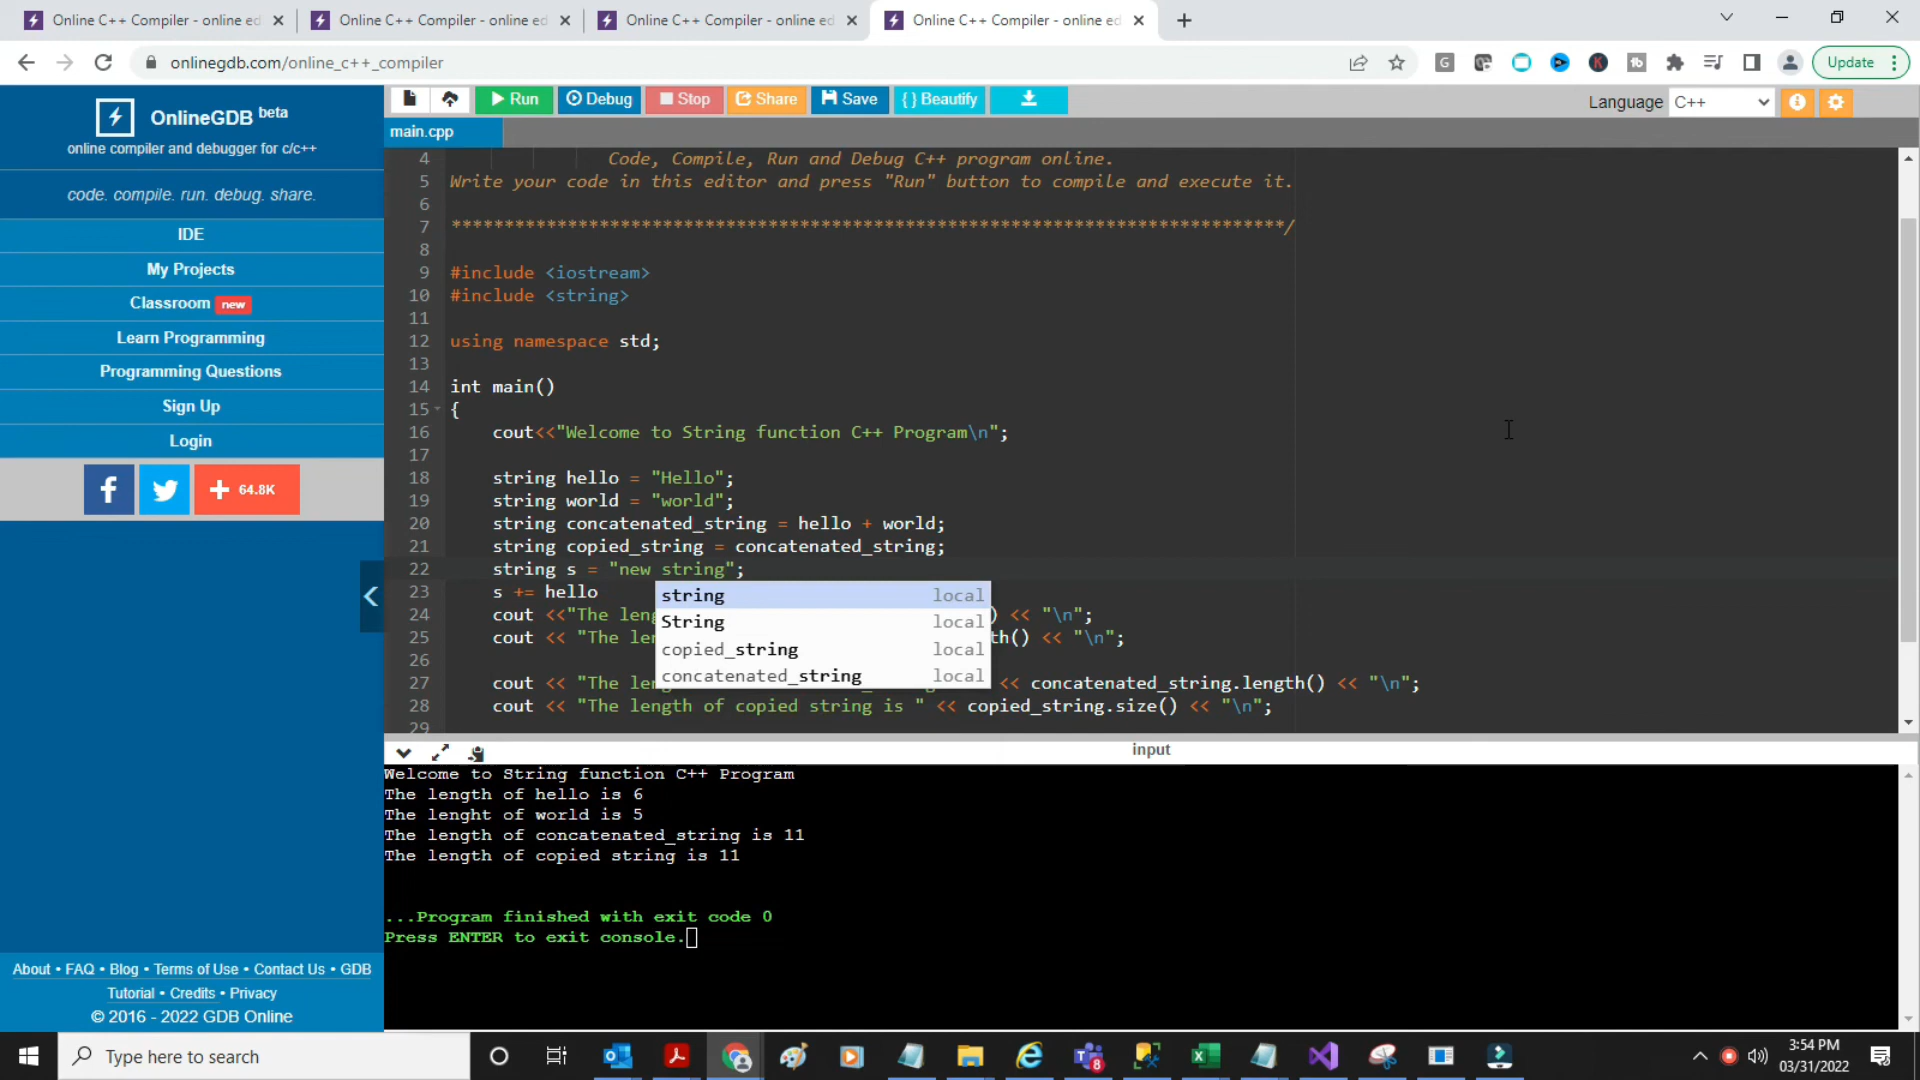 Online C++ Compiler - online ed
Online C++ Compiler - online ed
Online C++ Compiler - online ed
Online C++ Compiler - online ed
onlinegdb.com/online_c++_compiler
Update
OnlineGDB beta
online compiler and debugger for c/c++
code. compile. run. debug. share.
IDE
My Projects
Classroom new
Learn Programming
Programming Questions
Sign Up
Login
64.8K
About • FAQ • Blog • Terms of Use • Contact Us • GDB
Tutorial • Credits • Privacy
© 2016 - 2022 GDB Online
Run Debug Stop Share Save { } Beautify
Language C++
main.cpp
4 Code, Compile, Run and Debug C++ program online.
5 Write your code in this editor and press "Run" button to compile and execute it.
6
7 *******************************************************************************/
8
9 #include <iostream>
10 #include <string>
11
12 using namespace std;
13
14 int main()
15 {
16 cout<<"Welcome to String function C++ Program\n";
17
18 string hello = "Hello";
19 string world = "world";
20 string concatenated_string = hello + world;
21 string copied_string = concatenated_string;
22 string s = "new string";
23 s += hello
string local
24 cout <<"The leng ) << "\n";
String local
25 cout << "The ler th() << "\n";
copied_string local
26
concatenated_string local
27 cout << "The ler << concatenated_string.length() << "\n";
28 cout << "The length of copied string is " << copied_string.size() << "\n";
29
input
Welcome to String function C++ Program
The length of hello is 6
The lenght of world is 5
The length of concatenated_string is 11
The length of copied string is 11
...Program finished with exit code 0
Press ENTER to exit console.
Type here to search
8
3:54 PM
03/31/2022